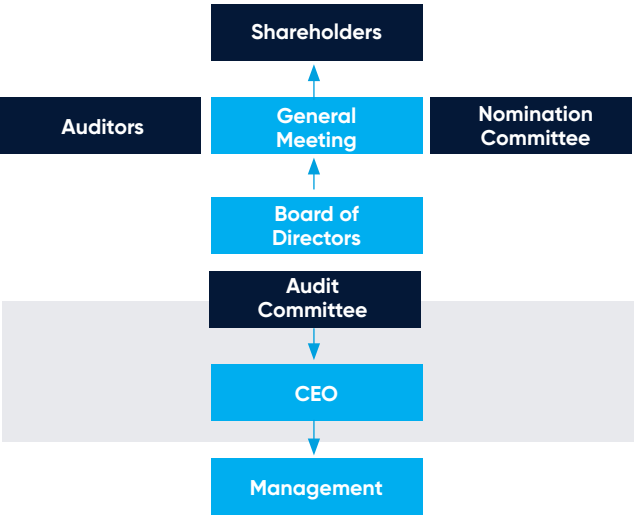 Shareholders
Auditors
General
Meeting
Nomination
Committee
Board of
Directors
Audit
Committee
CEO
Management